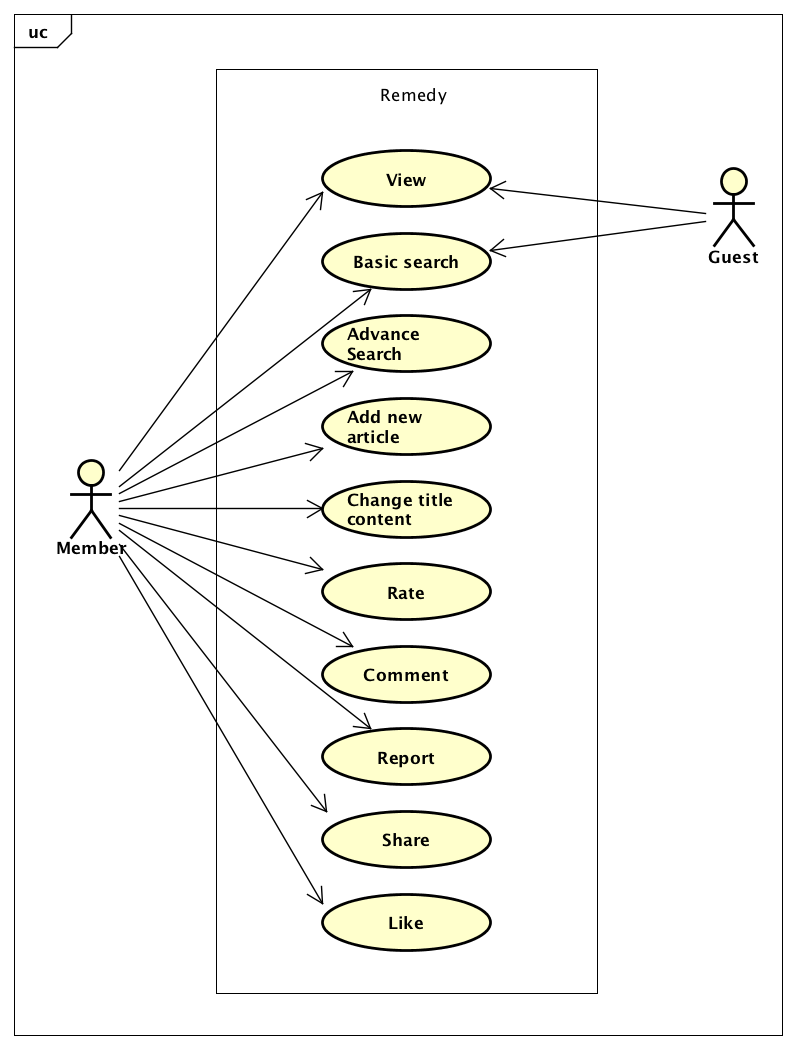 uc
Remedy
View
Guest
Basic search
Advance
Search
Add new
article
Change title
content
Member
Rate
Comment
Report
Share
Like